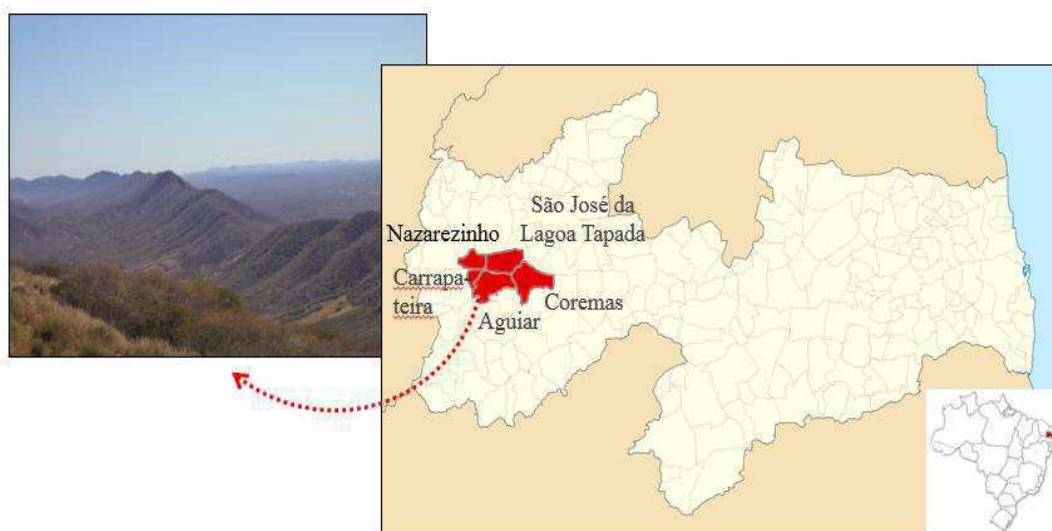 São José da
Nazarezinho Lagoa Tapada
Carrapa-
teira
Coremas
Aguiar